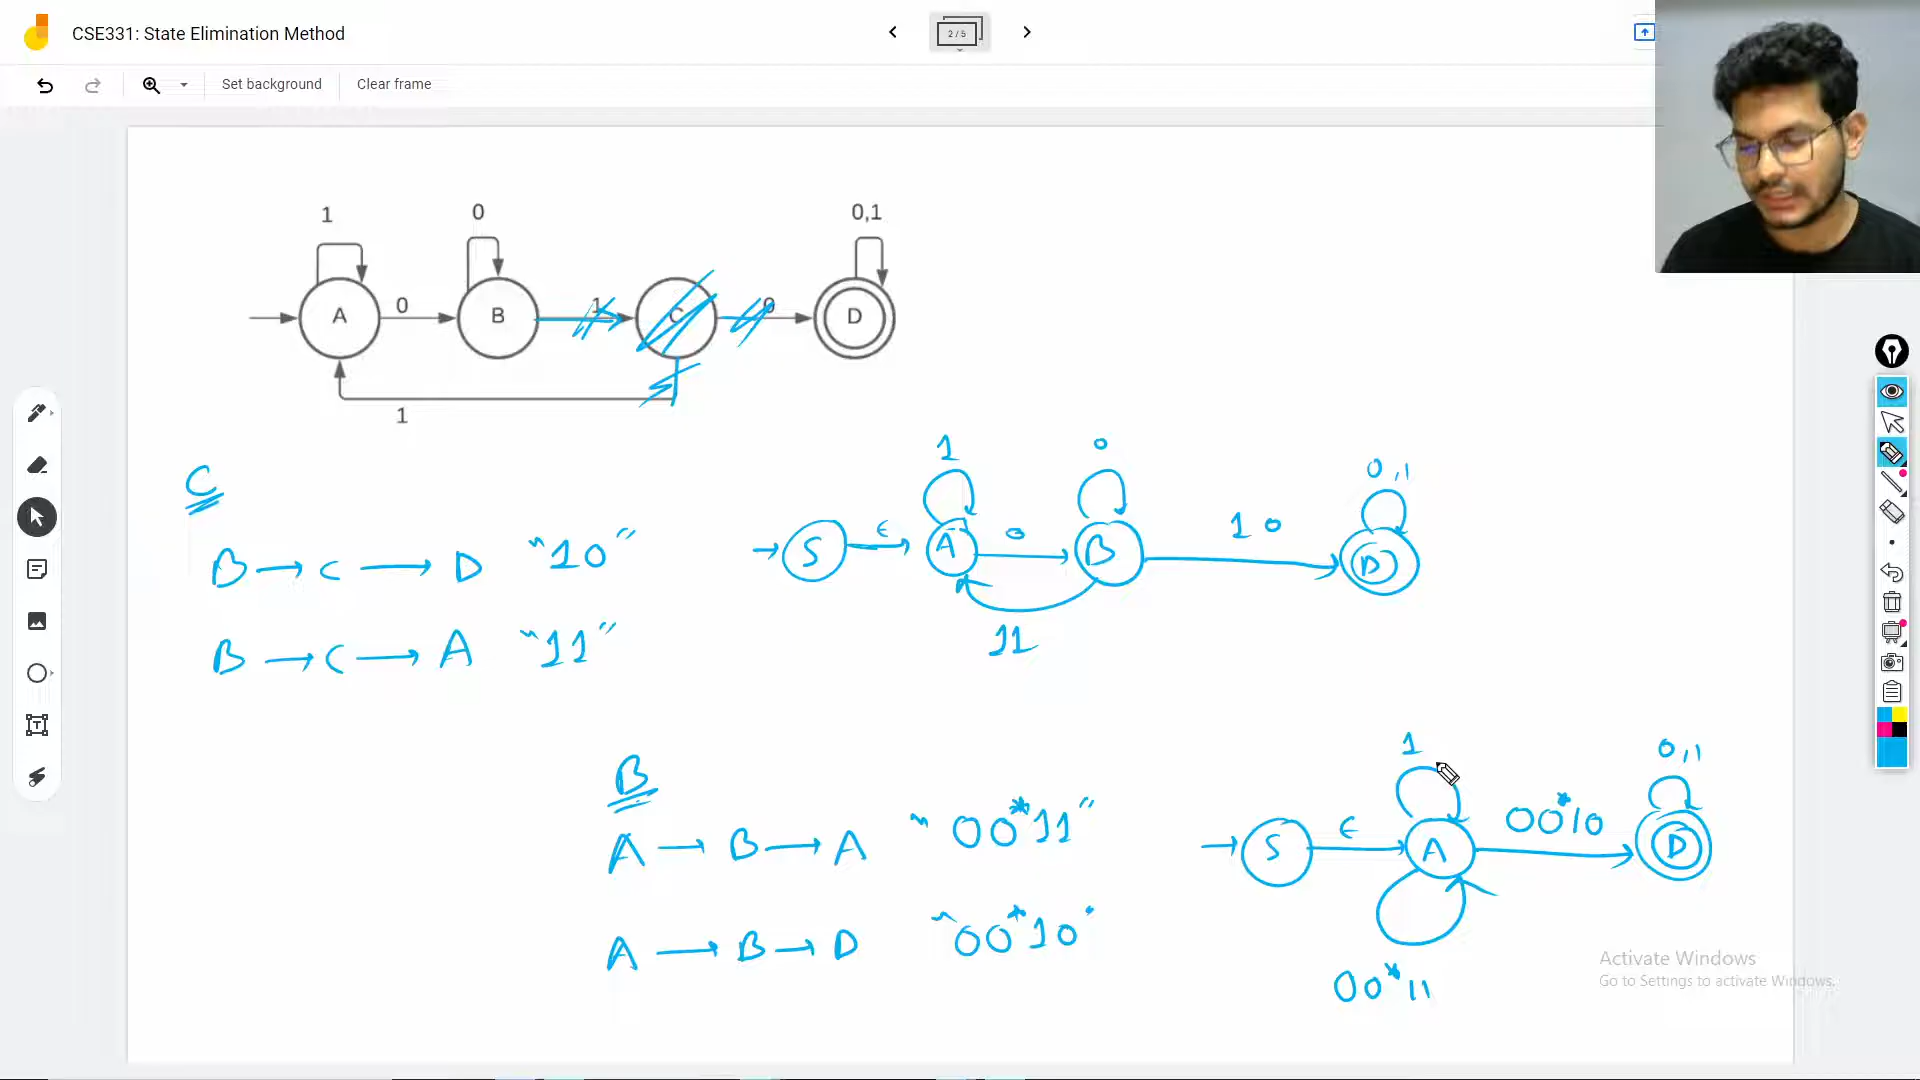 CSE331: State Elimination Method
2 / 5
Set background
Clear frame
1
0
0,1
A
0
B
1
C
0
D
1
C
B → C → D "10"
B → C → A "11"
1
0
0,1
→ S ϵ A 0 B 10 D
11
B
A → B → A "00*11"
A → B → D "00*10"
1
0,1
→ S ϵ A 00*10 D
00*11
Activate Windows
Go to Settings to activate Windows.